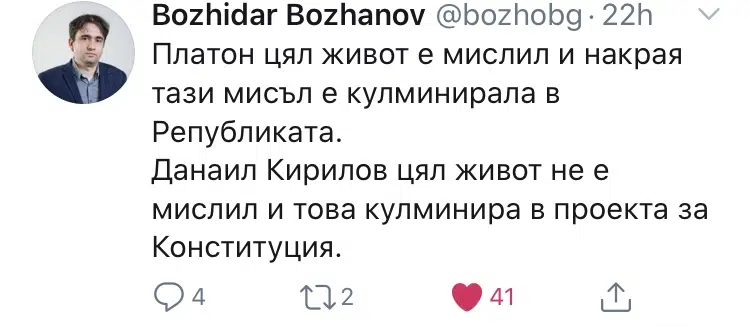 Bozhidar Bozhanov @bozhobg · 22h
Платон цял живот е мислил и накрая
тази мисъл е кулминирала в
Републиката.
Данаил Кирилов цял живот не е
мислил и това кулминира в проекта за
Конституция.
4 2 41